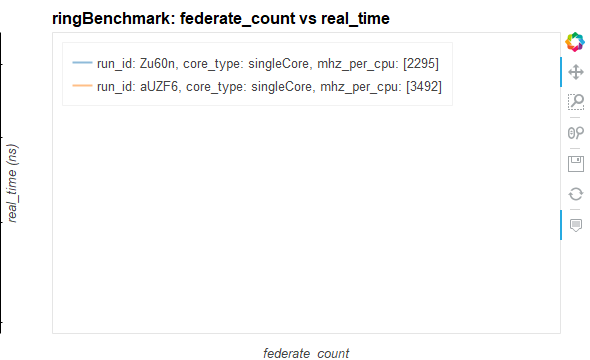 ringBenchmark: federate_count vs real_time
run_id: Zu60n, core_type: singleCore, mhz_per_cpu: [2295]
run_id: aUZF6, core_type: singleCore, mhz_per_cpu: [3492]
real_time (ns)
federate_count